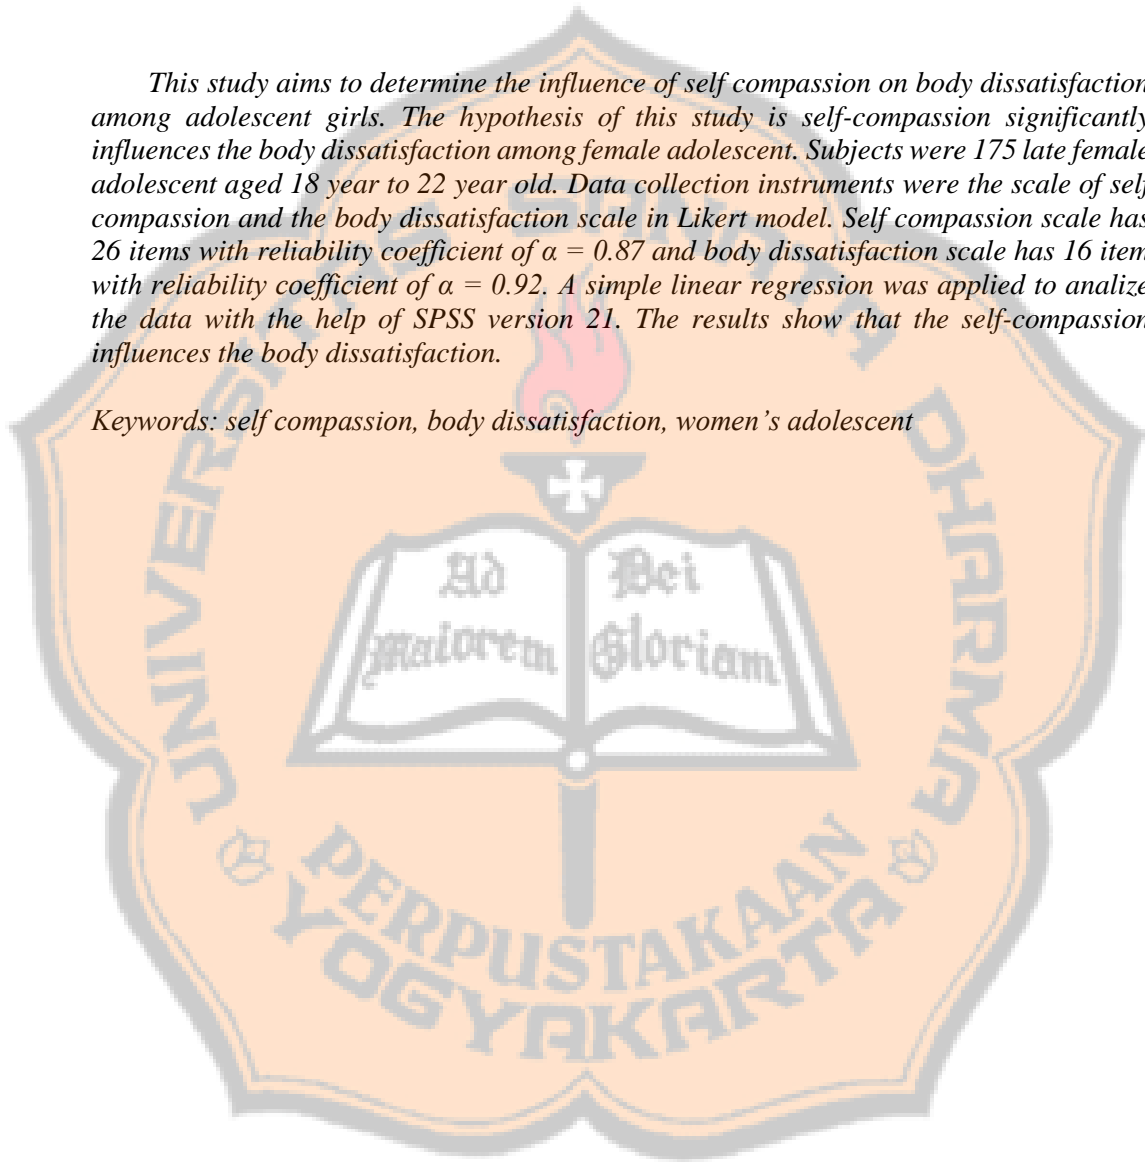 This study aims to determine the influence of self compassion on body dissatisfaction
among adolescent girls. The hypothesis of this study is self-compassion significantly
influences the body dissatisfaction among female adolescent. Subjects were 175 late female
adolescent aged 18 year to 22 year old. Data collection instruments were the scale of self
compassion and the body dissatisfaction scale in Likert model. Self compassion scale has
26 items with reliability coefficient of α = 0.87 and body dissatisfaction scale has 16 item
with reliability coefficient of α = 0.92. A simple linear regression was applied to analize
the data with the help of SPSS version 21. The results show that the self-compassion
influences the body dissatisfaction.
Keywords: self compassion, body dissatisfaction, women's adolescent
UNIVERSITAS SANATA DHARMA
Ad Dei
maiorem Gloriam
PERPUSTAKAAN
YOGYAKARTA